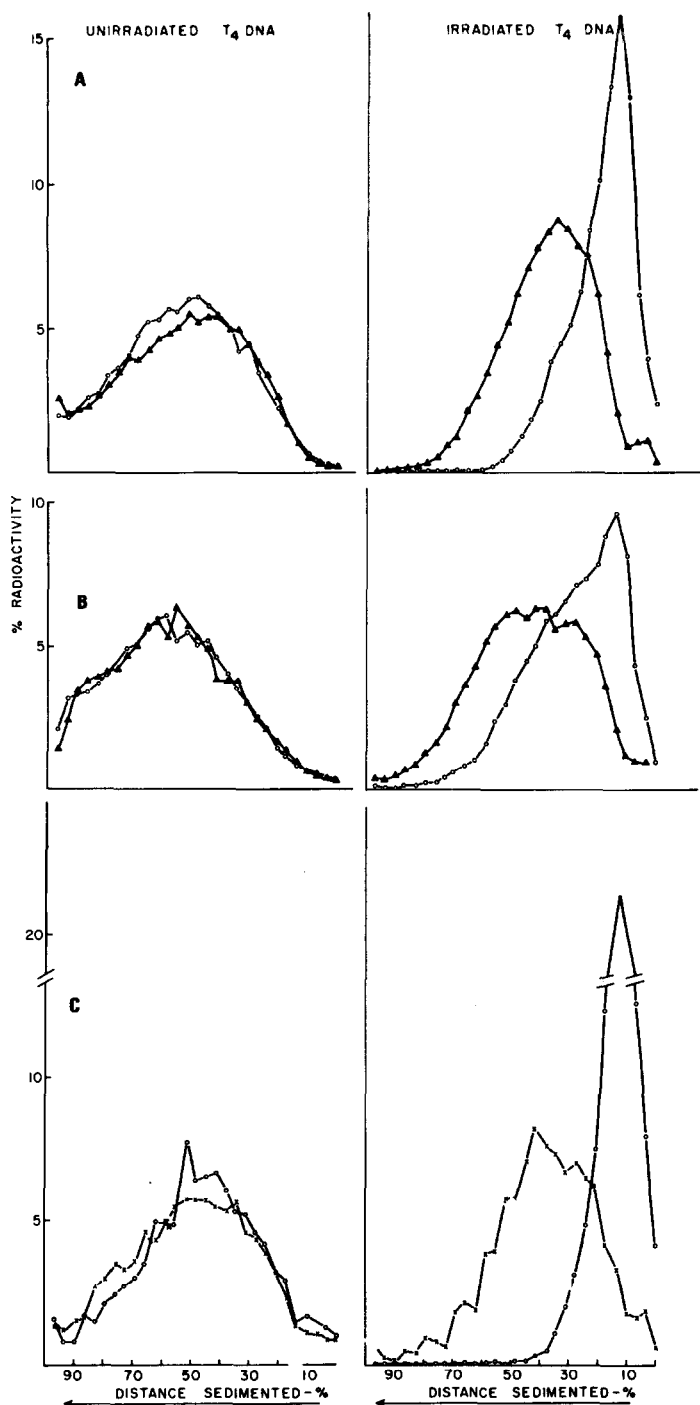 UNIRRADIATED T4 DNA
IRRADIATED T4 DNA
A
15
10
5
% RADIOACTIVITY
B
10
5
C
20
10
5
90 70 50 30 10
DISTANCE SEDIMENTED-%
90 70 50 30 10
DISTANCE SEDIMENTED-%